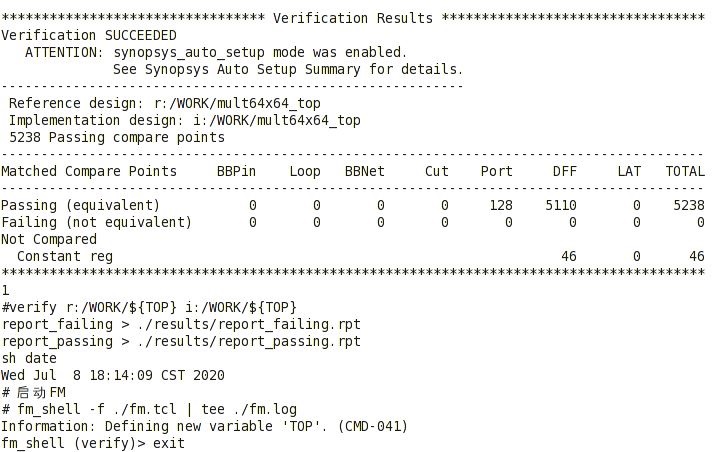 ********************************* Verification Results *********************************
Verification SUCCEEDED
   ATTENTION: synopsys_auto_setup mode was enabled.
              See Synopsys Auto Setup Summary for details.
----------------------------------------------------------
 Reference design: r:/WORK/mult64x64_top
 Implementation design: i:/WORK/mult64x64_top
 5238 Passing compare points
----------------------------------------------------------------------------------------
Matched Compare Points     BBPin    Loop   BBNet     Cut    Port     DFF     LAT   TOTAL
----------------------------------------------------------------------------------------
Passing (equivalent)           0       0       0       0     128    5110       0    5238
Failing (not equivalent)       0       0       0       0       0       0       0       0
Not Compared
  Constant reg                                                        46       0      46
****************************************************************************************
1
#verify r:/WORK/${TOP} i:/WORK/${TOP}
report_failing > ./results/report_failing.rpt
report_passing > ./results/report_passing.rpt
sh date
Wed Jul  8 18:14:09 CST 2020
# 启动FM
# fm_shell -f ./fm.tcl | tee ./fm.log
Information: Defining new variable 'TOP'. (CMD-041)
fm_shell (verify)> exit